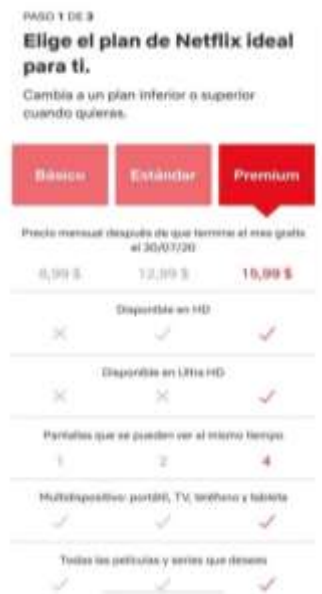 PASO 1 DE 3
Elige el plan de Netflix ideal
para ti.
Cambia a un plan inferior o superior
cuando quieras.
Básico Estándar Premium
Precio mensual después de que termine el mes gratis
el 30/07/20
8,99 $ 12,99 $ 15,99 $
Disponible en HD
Disponible en Ultra HD
Pantallas que se pueden ver al mismo tiempo
1 2 4
Multidispositivo: portátil, TV, teléfono y tableta
Todas las películas y series que desees